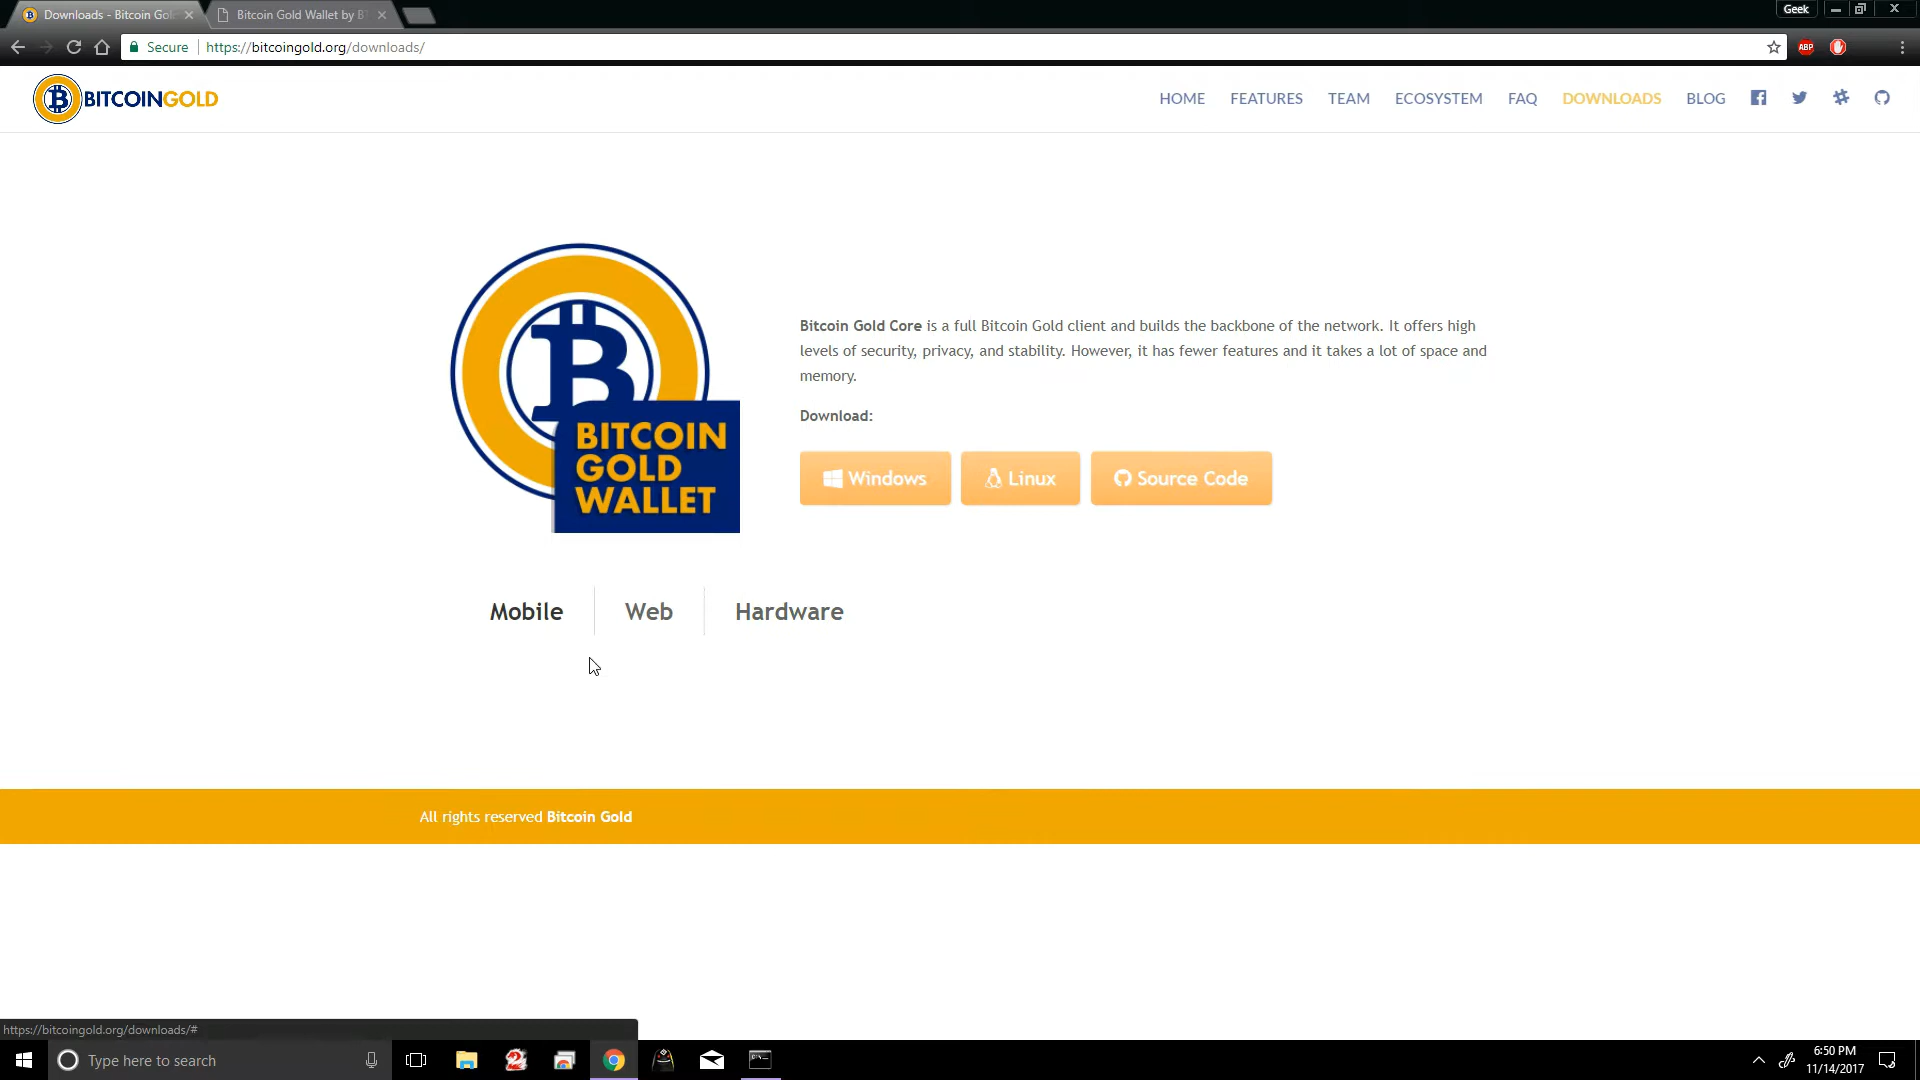 Downloads - Bitcoin Gol
Bitcoin Gold Wallet by B
Geek
Secure
https://bitcoingold.org/downloads/
ABP
BITCOINGOLD
HOME
FEATURES
TEAM
ECOSYSTEM
FAQ
DOWNLOADS
BLOG
BITCOIN
GOLD
WALLET
Bitcoin Gold Core is a full Bitcoin Gold client and builds the backbone of the network. It offers high
levels of security, privacy, and stability. However, it has fewer features and it takes a lot of space and
memory.
Download:
Windows
Linux
Source Code
Mobile
Web
Hardware
All rights reserved Bitcoin Gold
https://bitcoingold.org/downloads/#
Type here to search
6:50 PM
11/14/2017